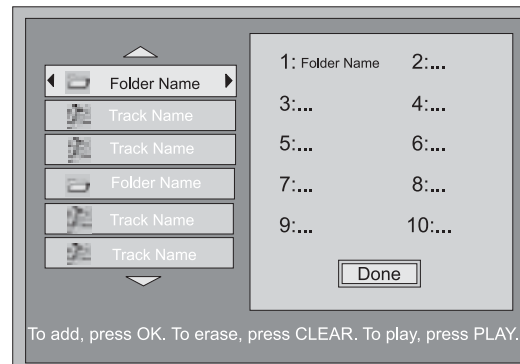 Folder Name
Track Name
Track Name
Folder Name
Track Name
Track Name
1: Folder Name 2:...
3:... 4:...
5:... 6:...
7:... 8:...
9:... 10:...
Done
To add, press OK. To erase, press CLEAR. To play, press PLAY.